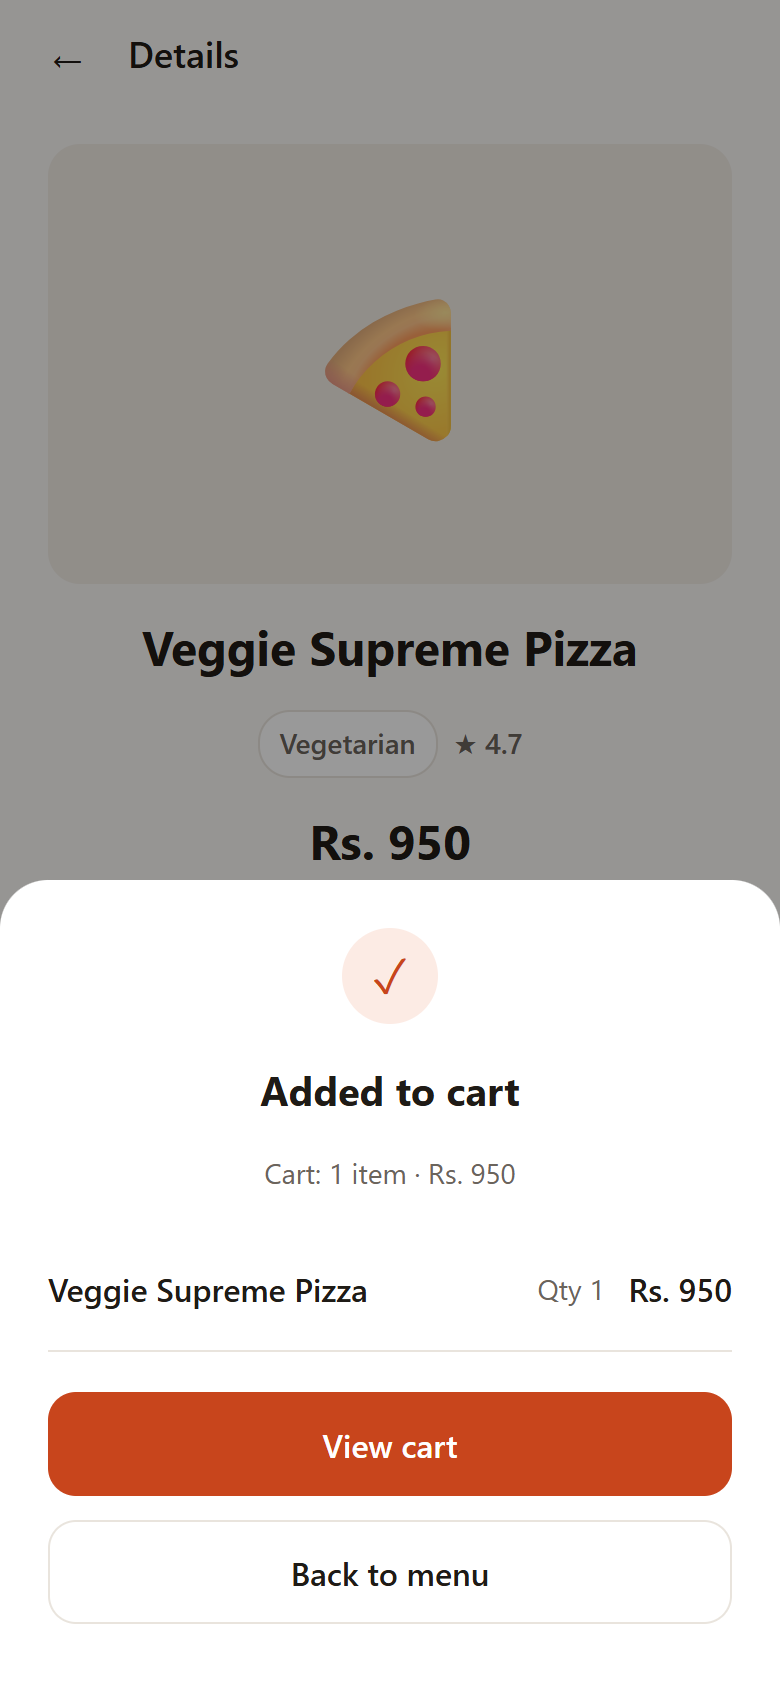 ← Details
Veggie Supreme Pizza
Vegetarian ★ 4.7
Rs. 950
✓
Added to cart
Cart: 1 item · Rs. 950
Veggie Supreme Pizza Qty 1 Rs. 950
View cart
Back to menu